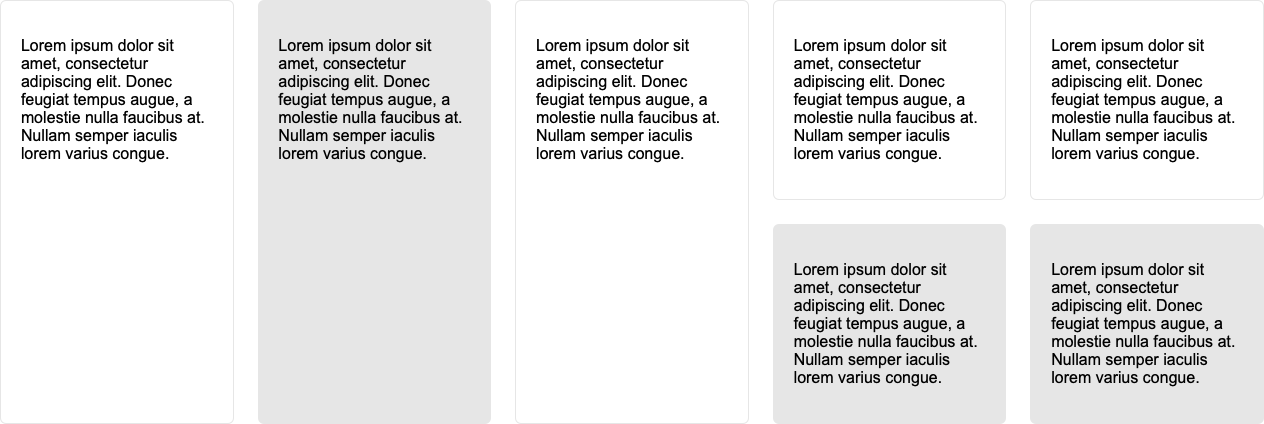 Lorem ipsum dolor sit
amet, consectetur
adipiscing elit. Donec
feugiat tempus augue, a
molestie nulla faucibus at.
Nullam semper iaculis
lorem varius congue.
Lorem ipsum dolor sit
amet, consectetur
adipiscing elit. Donec
feugiat tempus augue, a
molestie nulla faucibus at.
Nullam semper iaculis
lorem varius congue.
Lorem ipsum dolor sit
amet, consectetur
adipiscing elit. Donec
feugiat tempus augue, a
molestie nulla faucibus at.
Nullam semper iaculis
lorem varius congue.
Lorem ipsum dolor sit
amet, consectetur
adipiscing elit. Donec
feugiat tempus augue, a
molestie nulla faucibus at.
Nullam semper iaculis
lorem varius congue.
Lorem ipsum dolor sit
amet, consectetur
adipiscing elit. Donec
feugiat tempus augue, a
molestie nulla faucibus at.
Nullam semper iaculis
lorem varius congue.
Lorem ipsum dolor sit
amet, consectetur
adipiscing elit. Donec
feugiat tempus augue, a
molestie nulla faucibus at.
Nullam semper iaculis
lorem varius congue.
Lorem ipsum dolor sit
amet, consectetur
adipiscing elit. Donec
feugiat tempus augue, a
molestie nulla faucibus at.
Nullam semper iaculis
lorem varius congue.